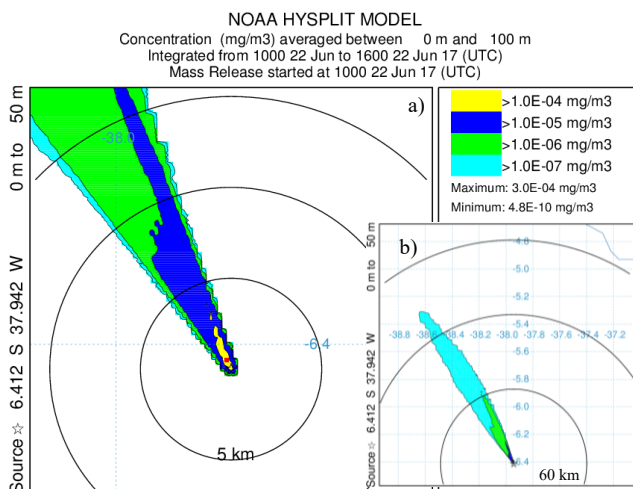 NOAA HYSPLIT MODEL
Concentration (mg/m3) averaged between 0 m and 100 m
Integrated from 1000 22 Jun to 1600 22 Jun 17 (UTC)
Mass Release started at 1000 22 Jun 17 (UTC)
a)
>1.0E-04 mg/m3
>1.0E-05 mg/m3
>1.0E-06 mg/m3
>1.0E-07 mg/m3
Maximum: 3.0E-04 mg/m3
Minimum: 4.8E-10 mg/m3
Source ☆ 6.412 S 37.942 W 0 m to 50 m
-38.0
-6.4
5 km
b)
Source ☆ 6.412 S 37.942 W 0 m to 50 m
-4.8
-5.0
-5.2
-5.4
-38.8 -38.6 -38.4 -38.2 -38.0 -37.8 -37.6 -37.4 -37.2
-5.6
-5.8
-6.0
-6.2
-6.4
60 km